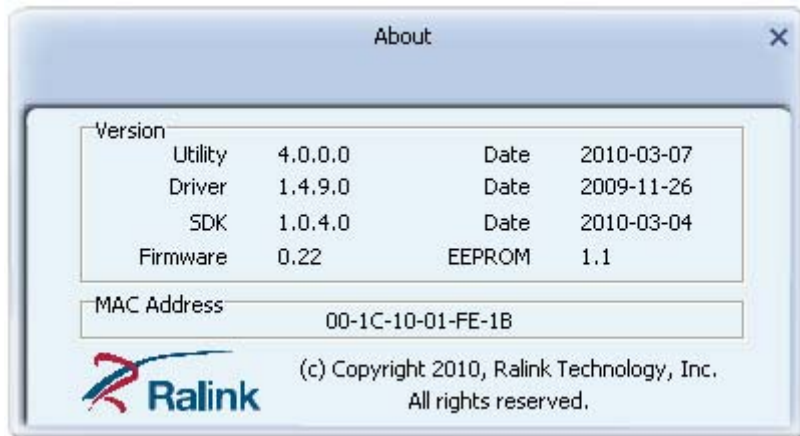 About
Version
Utility 4.0.0.0 Date 2010-03-07
Driver 1.4.9.0 Date 2009-11-26
SDK 1.0.4.0 Date 2010-03-04
Firmware 0.22 EEPROM 1.1
MAC Address
00-1C-10-01-FE-1B
Ralink
(c) Copyright 2010, Ralink Technology, Inc.
All rights reserved.